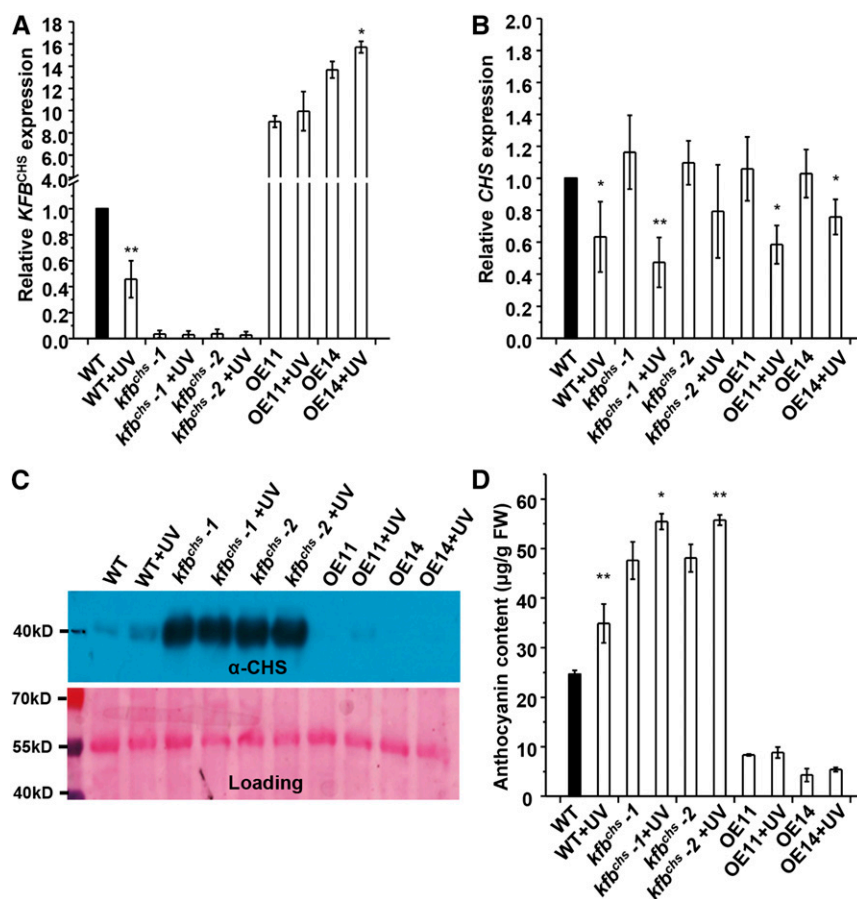 A
Relative KFB^CHS expression
18
16
14
12
10
8.0
6.0
4.0
1.0
0.8
0.6
0.4
0.2
0.0
**
*
WT
WT+UV
kfb^chs -1
kfb^chs -1 +UV
kfb^chs -2
kfb^chs -2 +UV
OE11
OE11+UV
OE14
OE14+UV
B
Relative CHS expression
2.0
1.8
1.6
1.4
1.2
1.0
0.8
0.6
0.4
0.2
0.0
*
**
*
*
WT
WT+UV
kfb^chs -1
kfb^chs -1 +UV
kfb^chs -2
kfb^chs -2 +UV
OE11
OE11+UV
OE14
OE14+UV
C
WT
WT+UV
kfb^chs -1
kfb^chs -1 +UV
kfb^chs -2
kfb^chs -2 +UV
OE11
OE11+UV
OE14
OE14+UV
40kD
α-CHS
70kD
55kD
40kD
Loading
D
Anthocyanin content (µg/g FW)
60
50
40
30
20
10
0
**
*
**
WT
WT+UV
kfb^chs -1
kfb^chs -1+UV
kfb^chs -2
kfb^chs -2 +UV
OE11
OE11+UV
OE14
OE14+UV